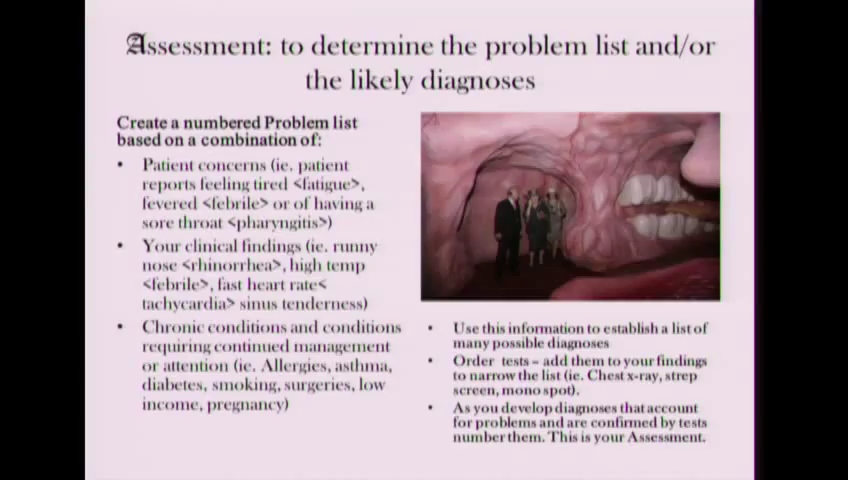 Assessment: to determine the problem list and/or
the likely diagnoses
Create a numbered Problem list
based on a combination of:
• Patient concerns (ie. patient
reports feeling tired <fatigue>,
fevered <febrile> or of having a
sore throat <pharyngitis>)
• Your clinical findings (ie. runny
nose <rhinorrhea>, high temp
<febrile>, fast heart rate<
tachycardia> sinus tenderness)
• Chronic conditions and conditions
requiring continued management
or attention (ie. Allergies, asthma,
diabetes, smoking, surgeries, low
income, pregnancy)
• Use this information to establish a list of
many possible diagnoses
• Order tests – add them to your findings
to narrow the list (ie. Chest x-ray, strep
screen, mono spot).
• As you develop diagnoses that account
for problems and are confirmed by tests
number them. This is your Assessment.